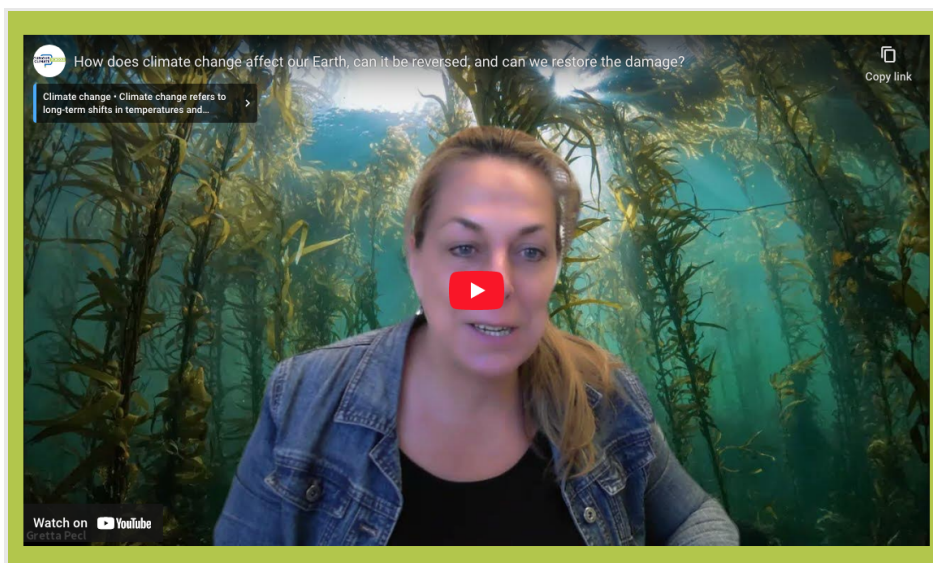 How does climate change affect our Earth, can it be reversed, and can we restore the damage?
Copy link
Climate change • Climate change refers to
long-term shifts in temperatures and...
Watch on YouTube
Gretta Pecl